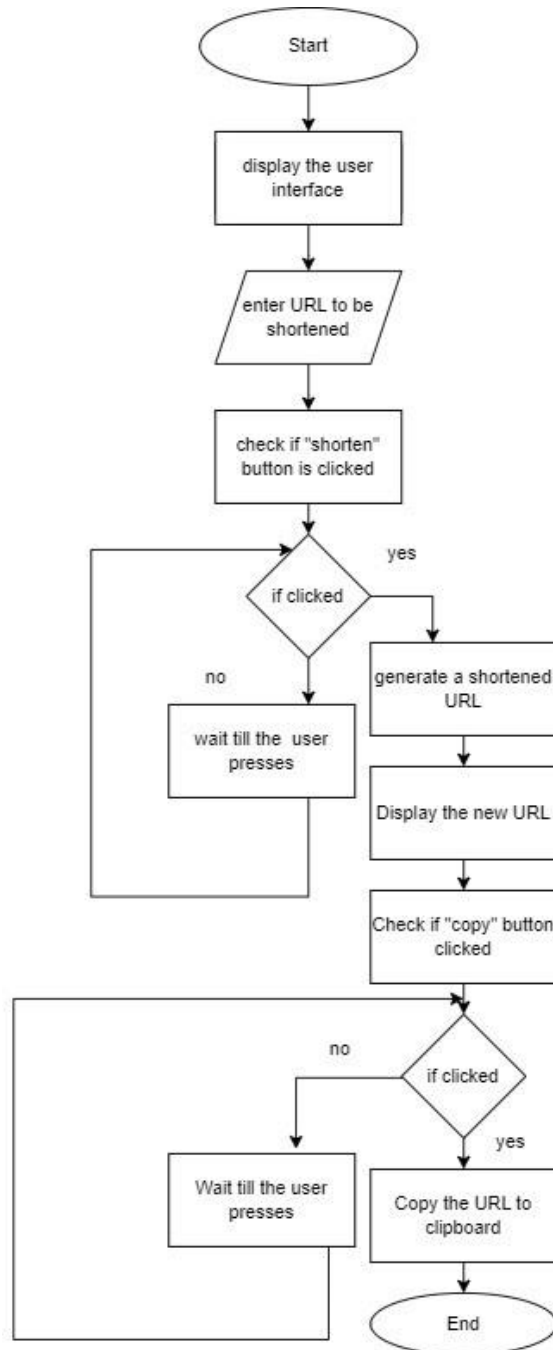 Start
display the user
interface
enter URL to be
shortened
check if "shorten"
button is clicked
yes
if clicked
no
generate a shortened
URL
wait till the user
presses
Display the new URL
Check if "copy" button
clicked
no
if clicked
yes
Wait till the user
presses
Copy the URL to
clipboard
End